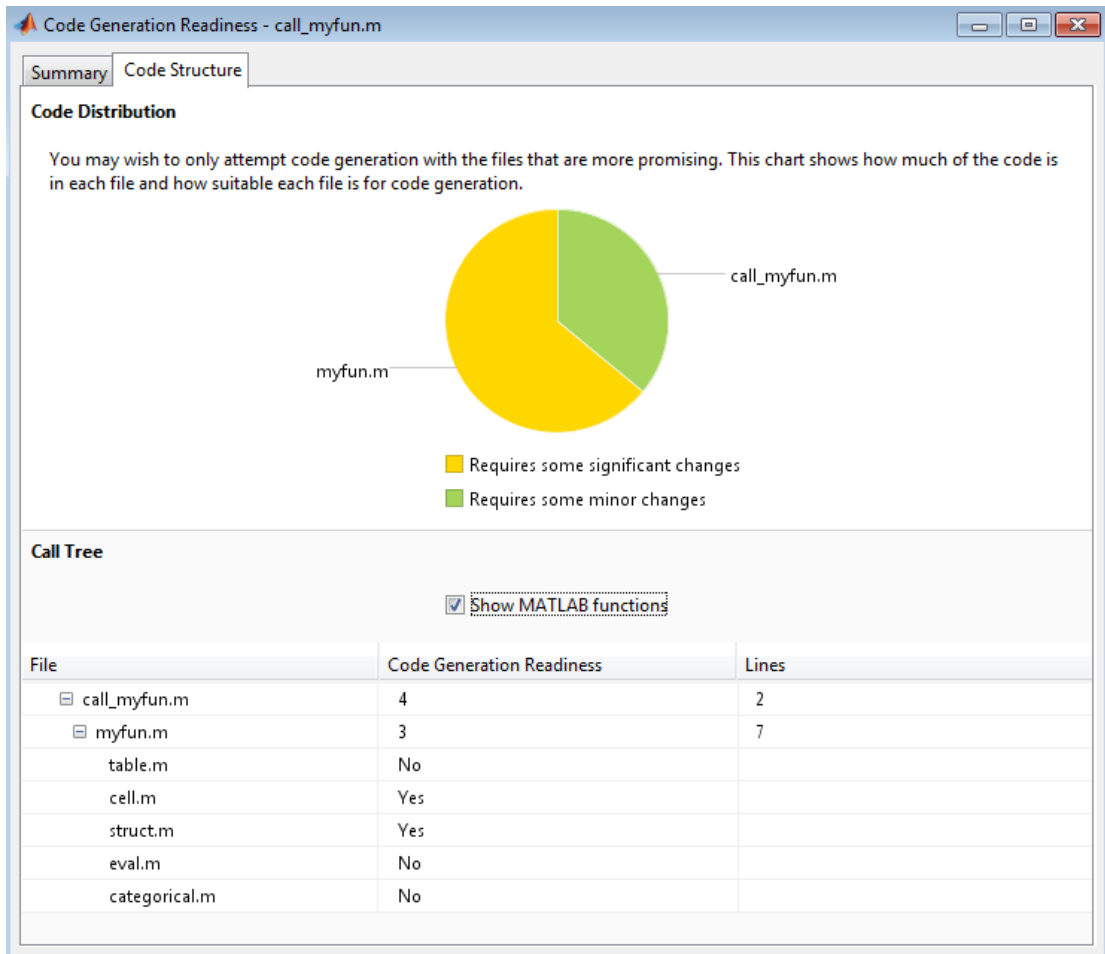 Code Generation Readiness - call_myfun.m
Summary
Code Structure
Code Distribution
You may wish to only attempt code generation with the files that are more promising. This chart shows how much of the code is
in each file and how suitable each file is for code generation.
call_myfun.m
myfun.m
Requires some significant changes
Requires some minor changes
Call Tree
Show MATLAB functions
File Code Generation Readiness Lines
call_myfun.m 4 2
myfun.m 3 7
table.m No
cell.m Yes
struct.m Yes
eval.m No
categorical.m No